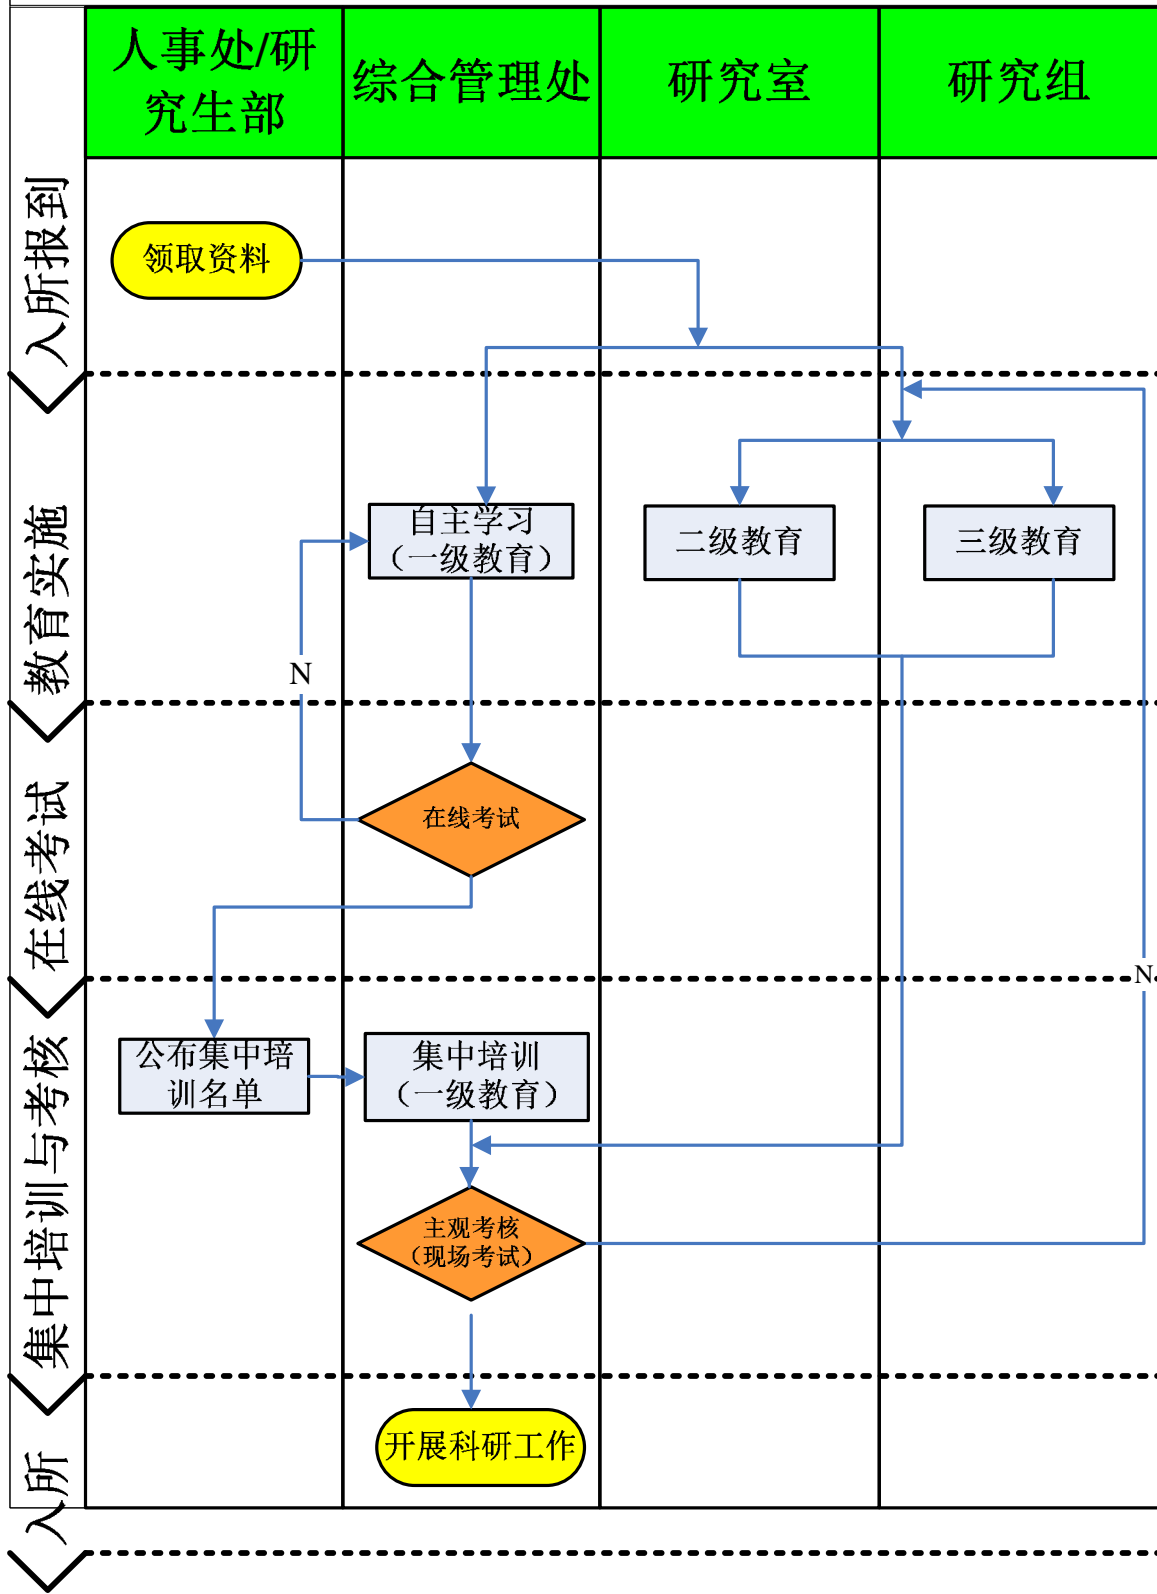 人事处/研
究生部
综合管理处
研究室
研究组
入所报到
领取资料
教育实施
自主学习
（一级教育）
二级教育
三级教育
N
在线考试
在线考试
N
集中培训与考核
公布集中培
训名单
集中培训
（一级教育）
主观考核
（现场考试）
入所
开展科研工作